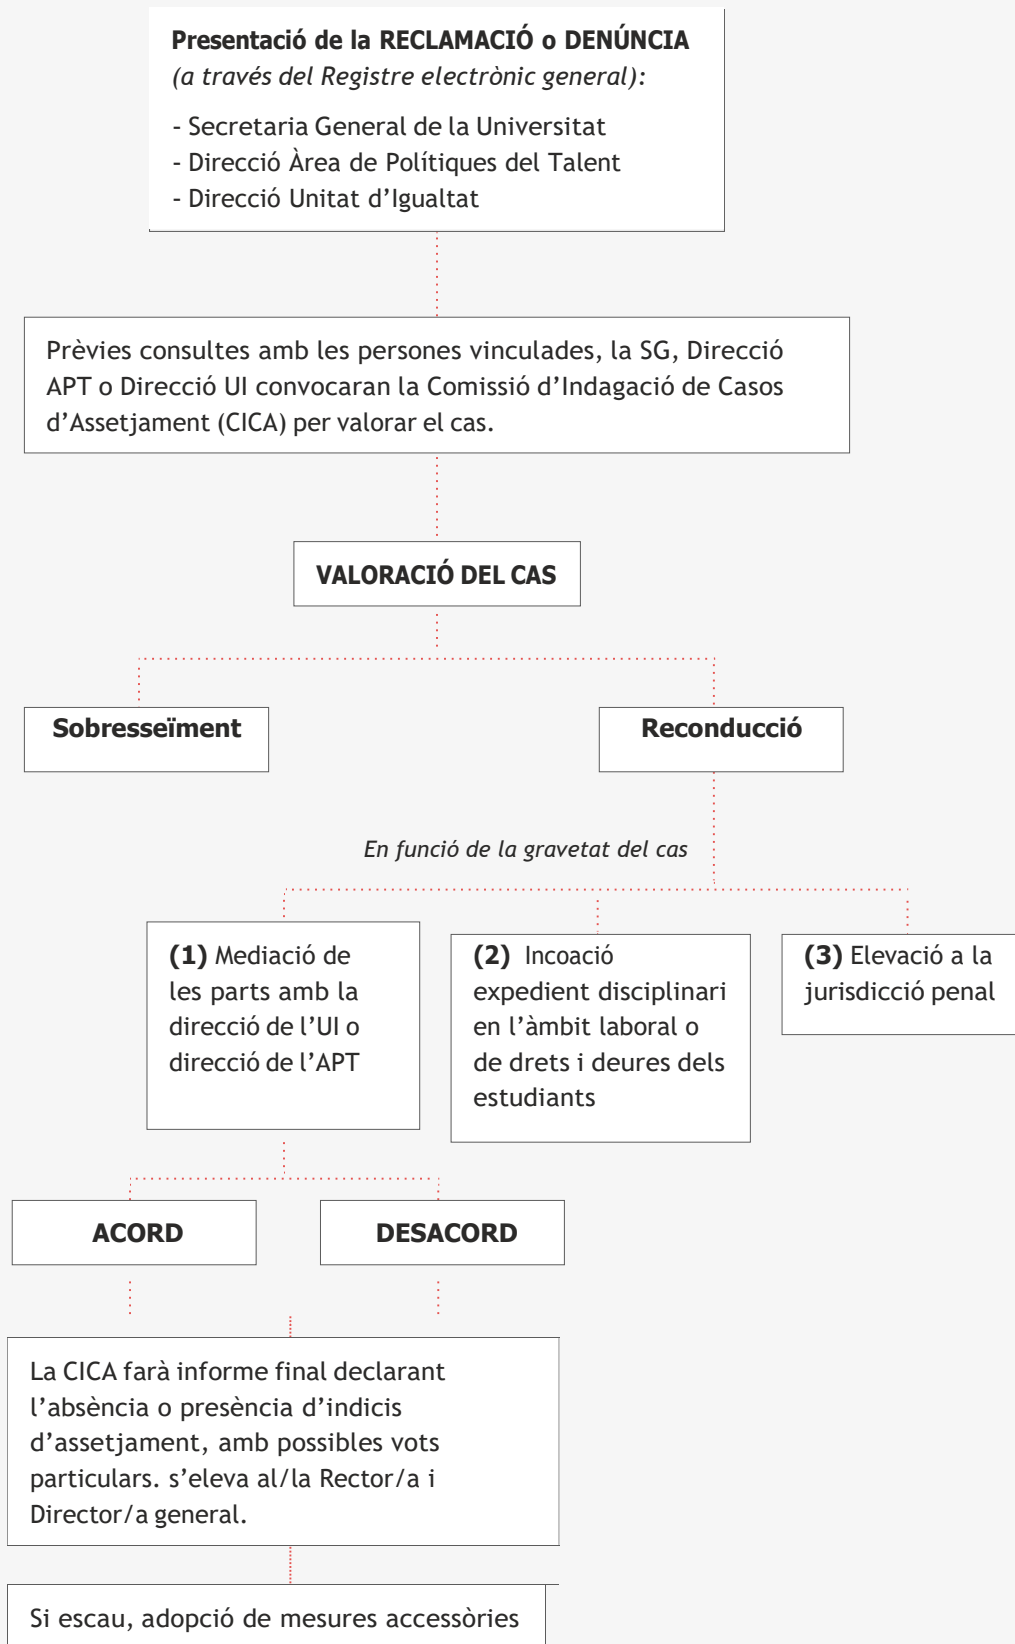 Presentació de la RECLAMACIÓ o DENÚNCIA
(a través del Registre electrònic general):
- Secretaria General de la Universitat
- Direcció Àrea de Polítiques del Talent
- Direcció Unitat d’Igualtat
Prèvies consultes amb les persones vinculades, la SG, Direcció
APT o Direcció UI convocaran la Comissió d’Indagació de Casos
d’Assetjament (CICA) per valorar el cas.
VALORACIÓ DEL CAS
Sobresseïment
Reconducció
En funció de la gravetat del cas
(1) Mediació de
les parts amb la
direcció de l’UI o
direcció de l’APT
(2) Incoació
expedient disciplinari
en l’àmbit laboral o
de drets i deures dels
estudiants
(3) Elevació a la
jurisdicció penal
ACORD
DESACORD
La CICA farà informe final declarant
l’absència o presència d’indicis
d’assetjament, amb possibles vots
particulars. s’eleva al/la Rector/a i
Director/a general.
Si escau, adopció de mesures accessòries